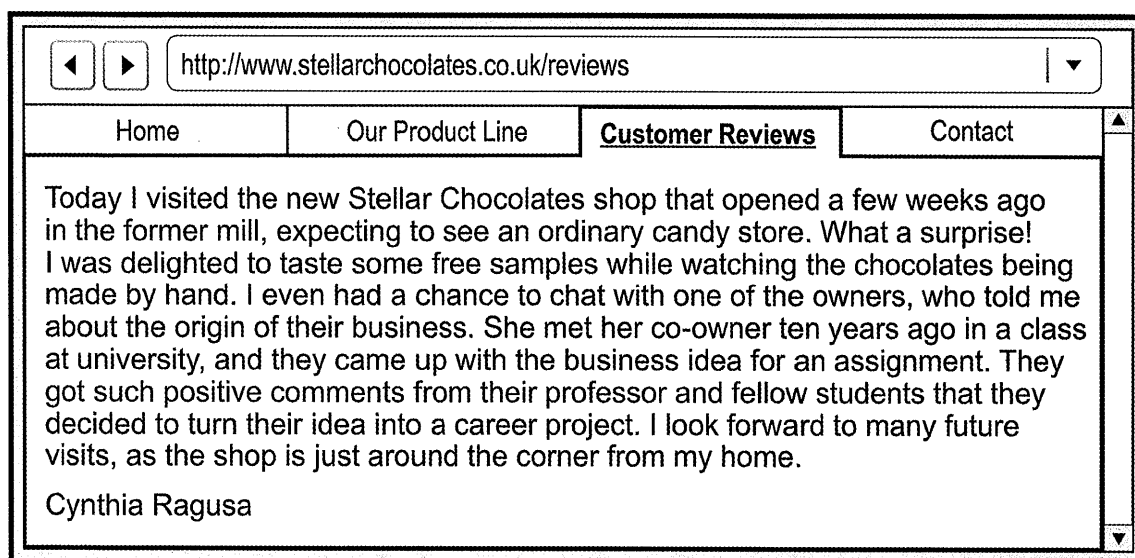 http://www.stellarchocolates.co.uk/reviews
Home Our Product Line Customer Reviews Contact
Today I visited the new Stellar Chocolates shop that opened a few weeks ago
in the former mill, expecting to see an ordinary candy store. What a surprise!
I was delighted to taste some free samples while watching the chocolates being
made by hand. I even had a chance to chat with one of the owners, who told me
about the origin of their business. She met her co-owner ten years ago in a class
at university, and they came up with the business idea for an assignment. They
got such positive comments from their professor and fellow students that they
decided to turn their idea into a career project. I look forward to many future
visits, as the shop is just around the corner from my home.
Cynthia Ragusa